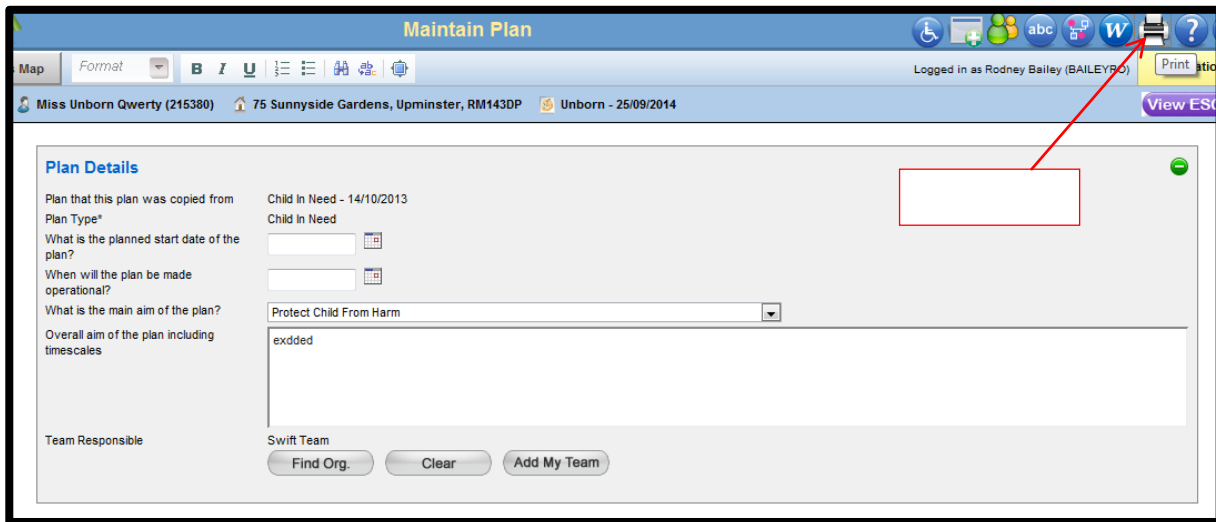 Maintain Plan
abc W ?
Map Format B I U
Logged in as Rodney Bailey (BAILEYRO)
Print
Miss Unborn Qwerty (215380) 75 Sunnyside Gardens, Upminster, RM143DP Unborn - 25/09/2014
View ESC
Plan Details
Plan that this plan was copied from Child In Need - 14/10/2013
Plan Type* Child In Need
What is the planned start date of the
plan?
When will the plan be made
operational?
What is the main aim of the plan? Protect Child From Harm
Overall aim of the plan including
timescales
exdded
Team Responsible Swift Team
Find Org. Clear Add My Team